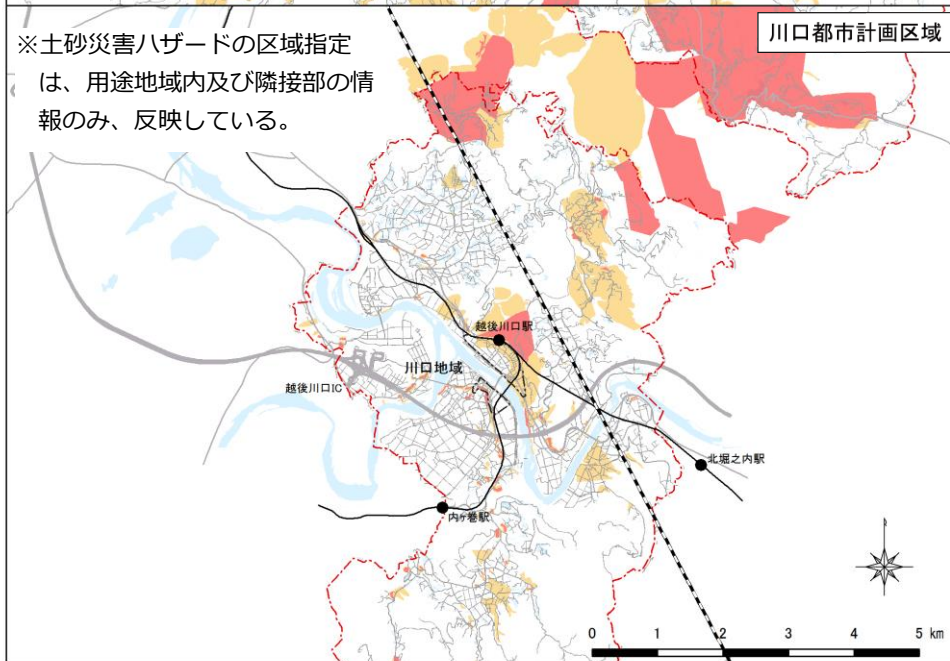 川口都市計画区域
※土砂災害ハザードの区域指定
は、用途地域内及び隣接部の情
報のみ、反映している。
越後川口駅
川口地域
越後川口IC
北堀之内駅
内ヶ巻駅
0 1 2 3 4 5 km